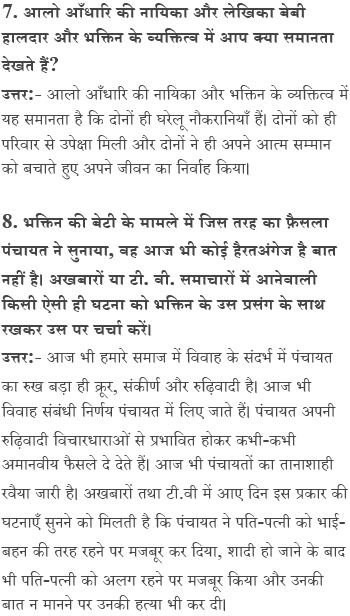 7. आलो आँधारि की नायिका और लेखिका बेबी
हालदार और भक्तिन के व्यक्तित्व में आप क्या समानता
देखते हैं?
उत्तर:- आलो आँधारि की नायिका और भक्तिन के व्यक्तित्व में
यह समानता है कि दोनों ही घरेलू नौकरानियाँ हैं। दोनों को ही
परिवार से उपेक्षा मिली और दोनों ने ही अपने आत्म सम्मान
को बचाते हुए अपने जीवन का निर्वाह किया।
8. भक्तिन की बेटी के मामले में जिस तरह का फ़ैसला
पंचायत ने सुनाया, वह आज भी कोई हैरतअंगेज है बात
नहीं है। अखबारों या टी. वी. समाचारों में आनेवाली
किसी ऐसी ही घटना को भक्तिन के उस प्रसंग के साथ
रखकर उस पर चर्चा करें।
उत्तर:- आज भी हमारे समाज में विवाह के संदर्भ में पंचायत
का रुख बड़ा ही क्रूर, संकीर्ण और रुढ़िवादी है। आज भी
विवाह संबंधी निर्णय पंचायत में लिए जाते हैं। पंचायत अपनी
रुढ़िवादी विचारधाराओं से प्रभावित होकर कभी-कभी
अमानवीय फैसले दे देते हैं। आज भी पंचायतों का तानाशाही
रवैया जारी है। अखबारों तथा टी.वी में आए दिन इस प्रकार की
घटनाएँ सुनने को मिलती है कि पंचायत ने पति-पत्नी को भाई-
बहन की तरह रहने पर मजबूर कर दिया, शादी हो जाने के बाद
भी पति-पत्नी को अलग रहने पर मजबूर किया और उनकी
बात न मानने पर उनकी हत्या भी कर दी।